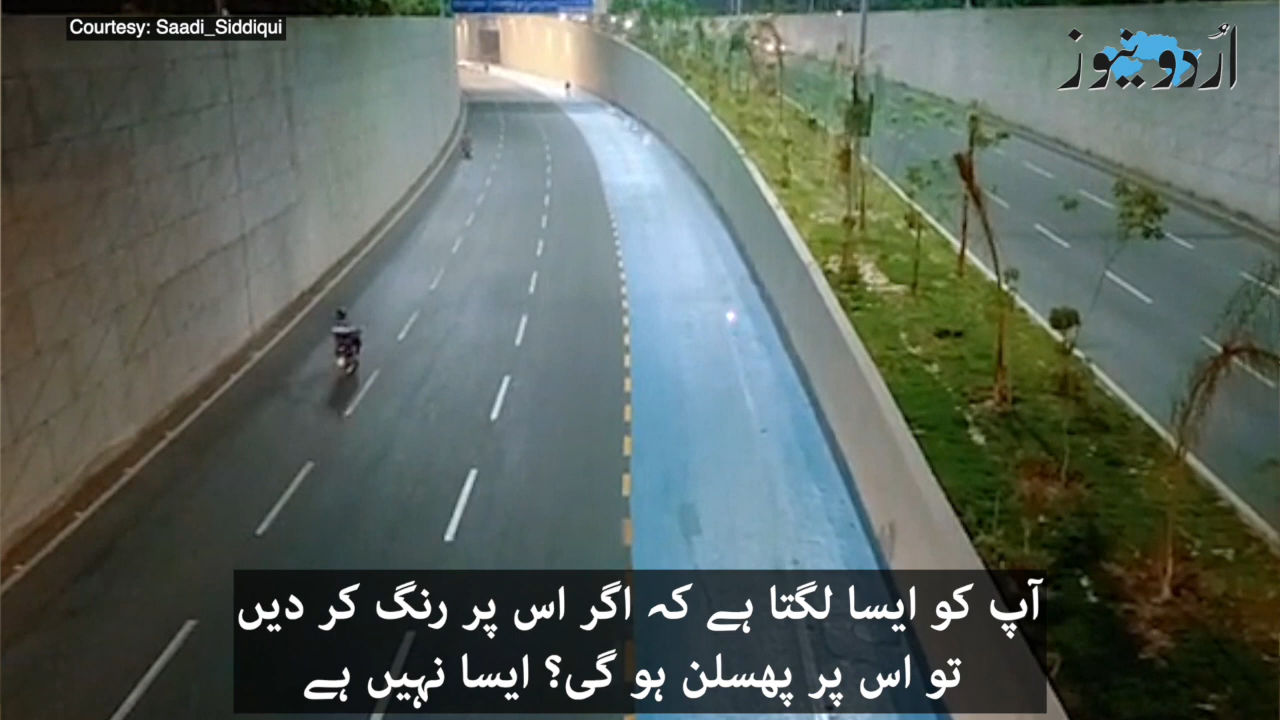 Courtesy: Saadi_Siddiqui
اُردو نیوز
آپ کو ایسا لگتا ہے کہ اگر اس پر رنگ کر دیں
تو اس پر پھسلن ہو گی؟ ایسا نہیں ہے